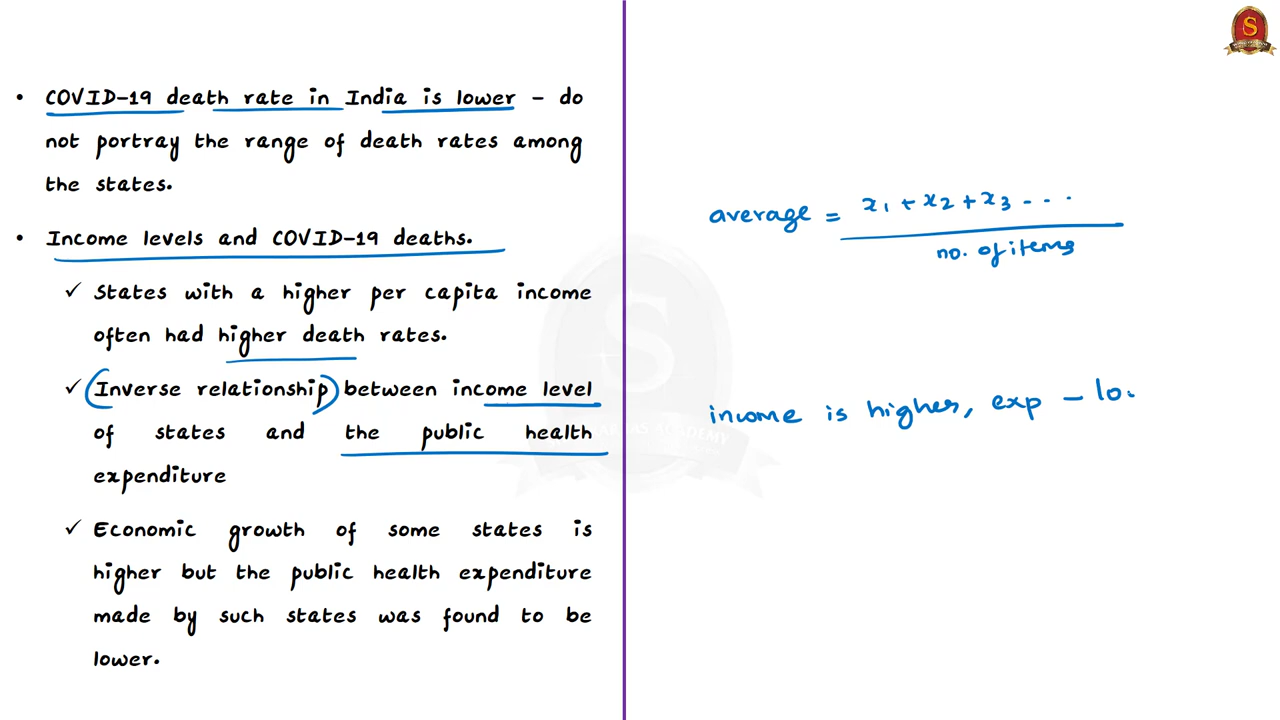 • COVID-19 death rate in India is lower – do
not portray the range of death rates among
the states.
• Income levels and COVID-19 deaths.
✓ States with a higher per capita income
often had higher death rates.
✓ (Inverse relationship) between income level
of states and the public health
expenditure
✓ Economic growth of some states is
higher but the public health expenditure
made by such states was found to be
lower.
average = x1 + x2 + x3 - - -
no. of items
income is higher, exp – lo